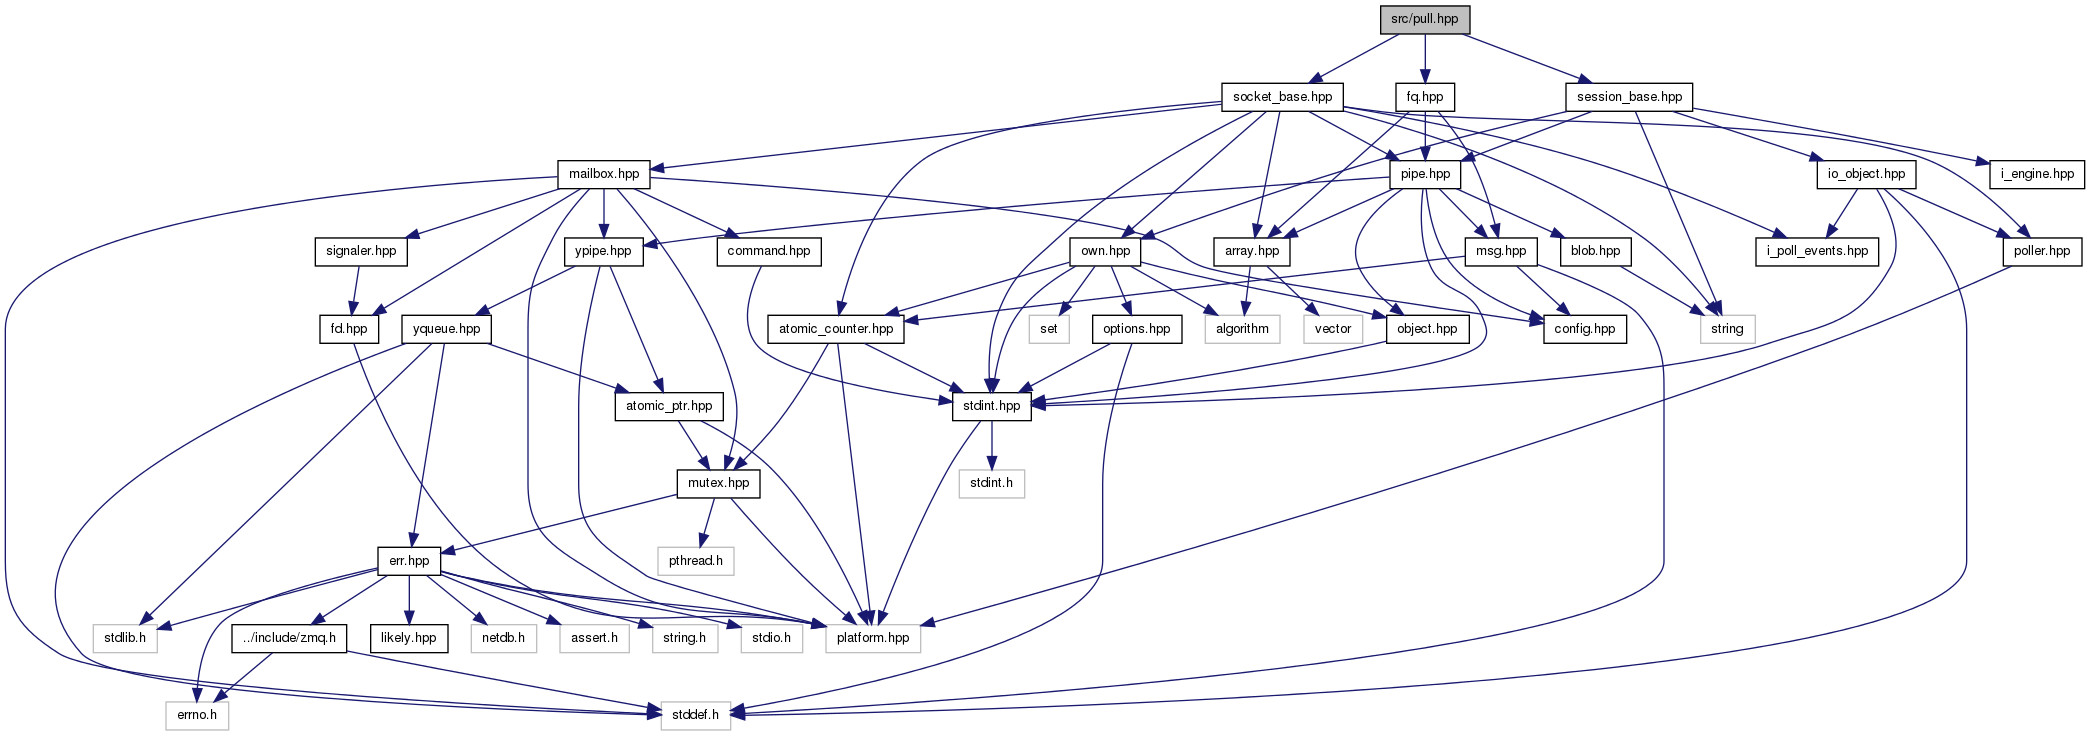 src/pull.hpp
socket_base.hpp
fq.hpp
session_base.hpp
mailbox.hpp
pipe.hpp
io_object.hpp
i_engine.hpp
signaler.hpp
ypipe.hpp
command.hpp
own.hpp
array.hpp
msg.hpp
blob.hpp
i_poll_events.hpp
poller.hpp
fd.hpp
yqueue.hpp
atomic_counter.hpp
set
options.hpp
algorithm
vector
object.hpp
config.hpp
string
atomic_ptr.hpp
stdint.hpp
mutex.hpp
stdint.h
err.hpp
pthread.h
stdlib.h
../include/zmq.h
likely.hpp
netdb.h
assert.h
string.h
stdio.h
platform.hpp
errno.h
stddef.h